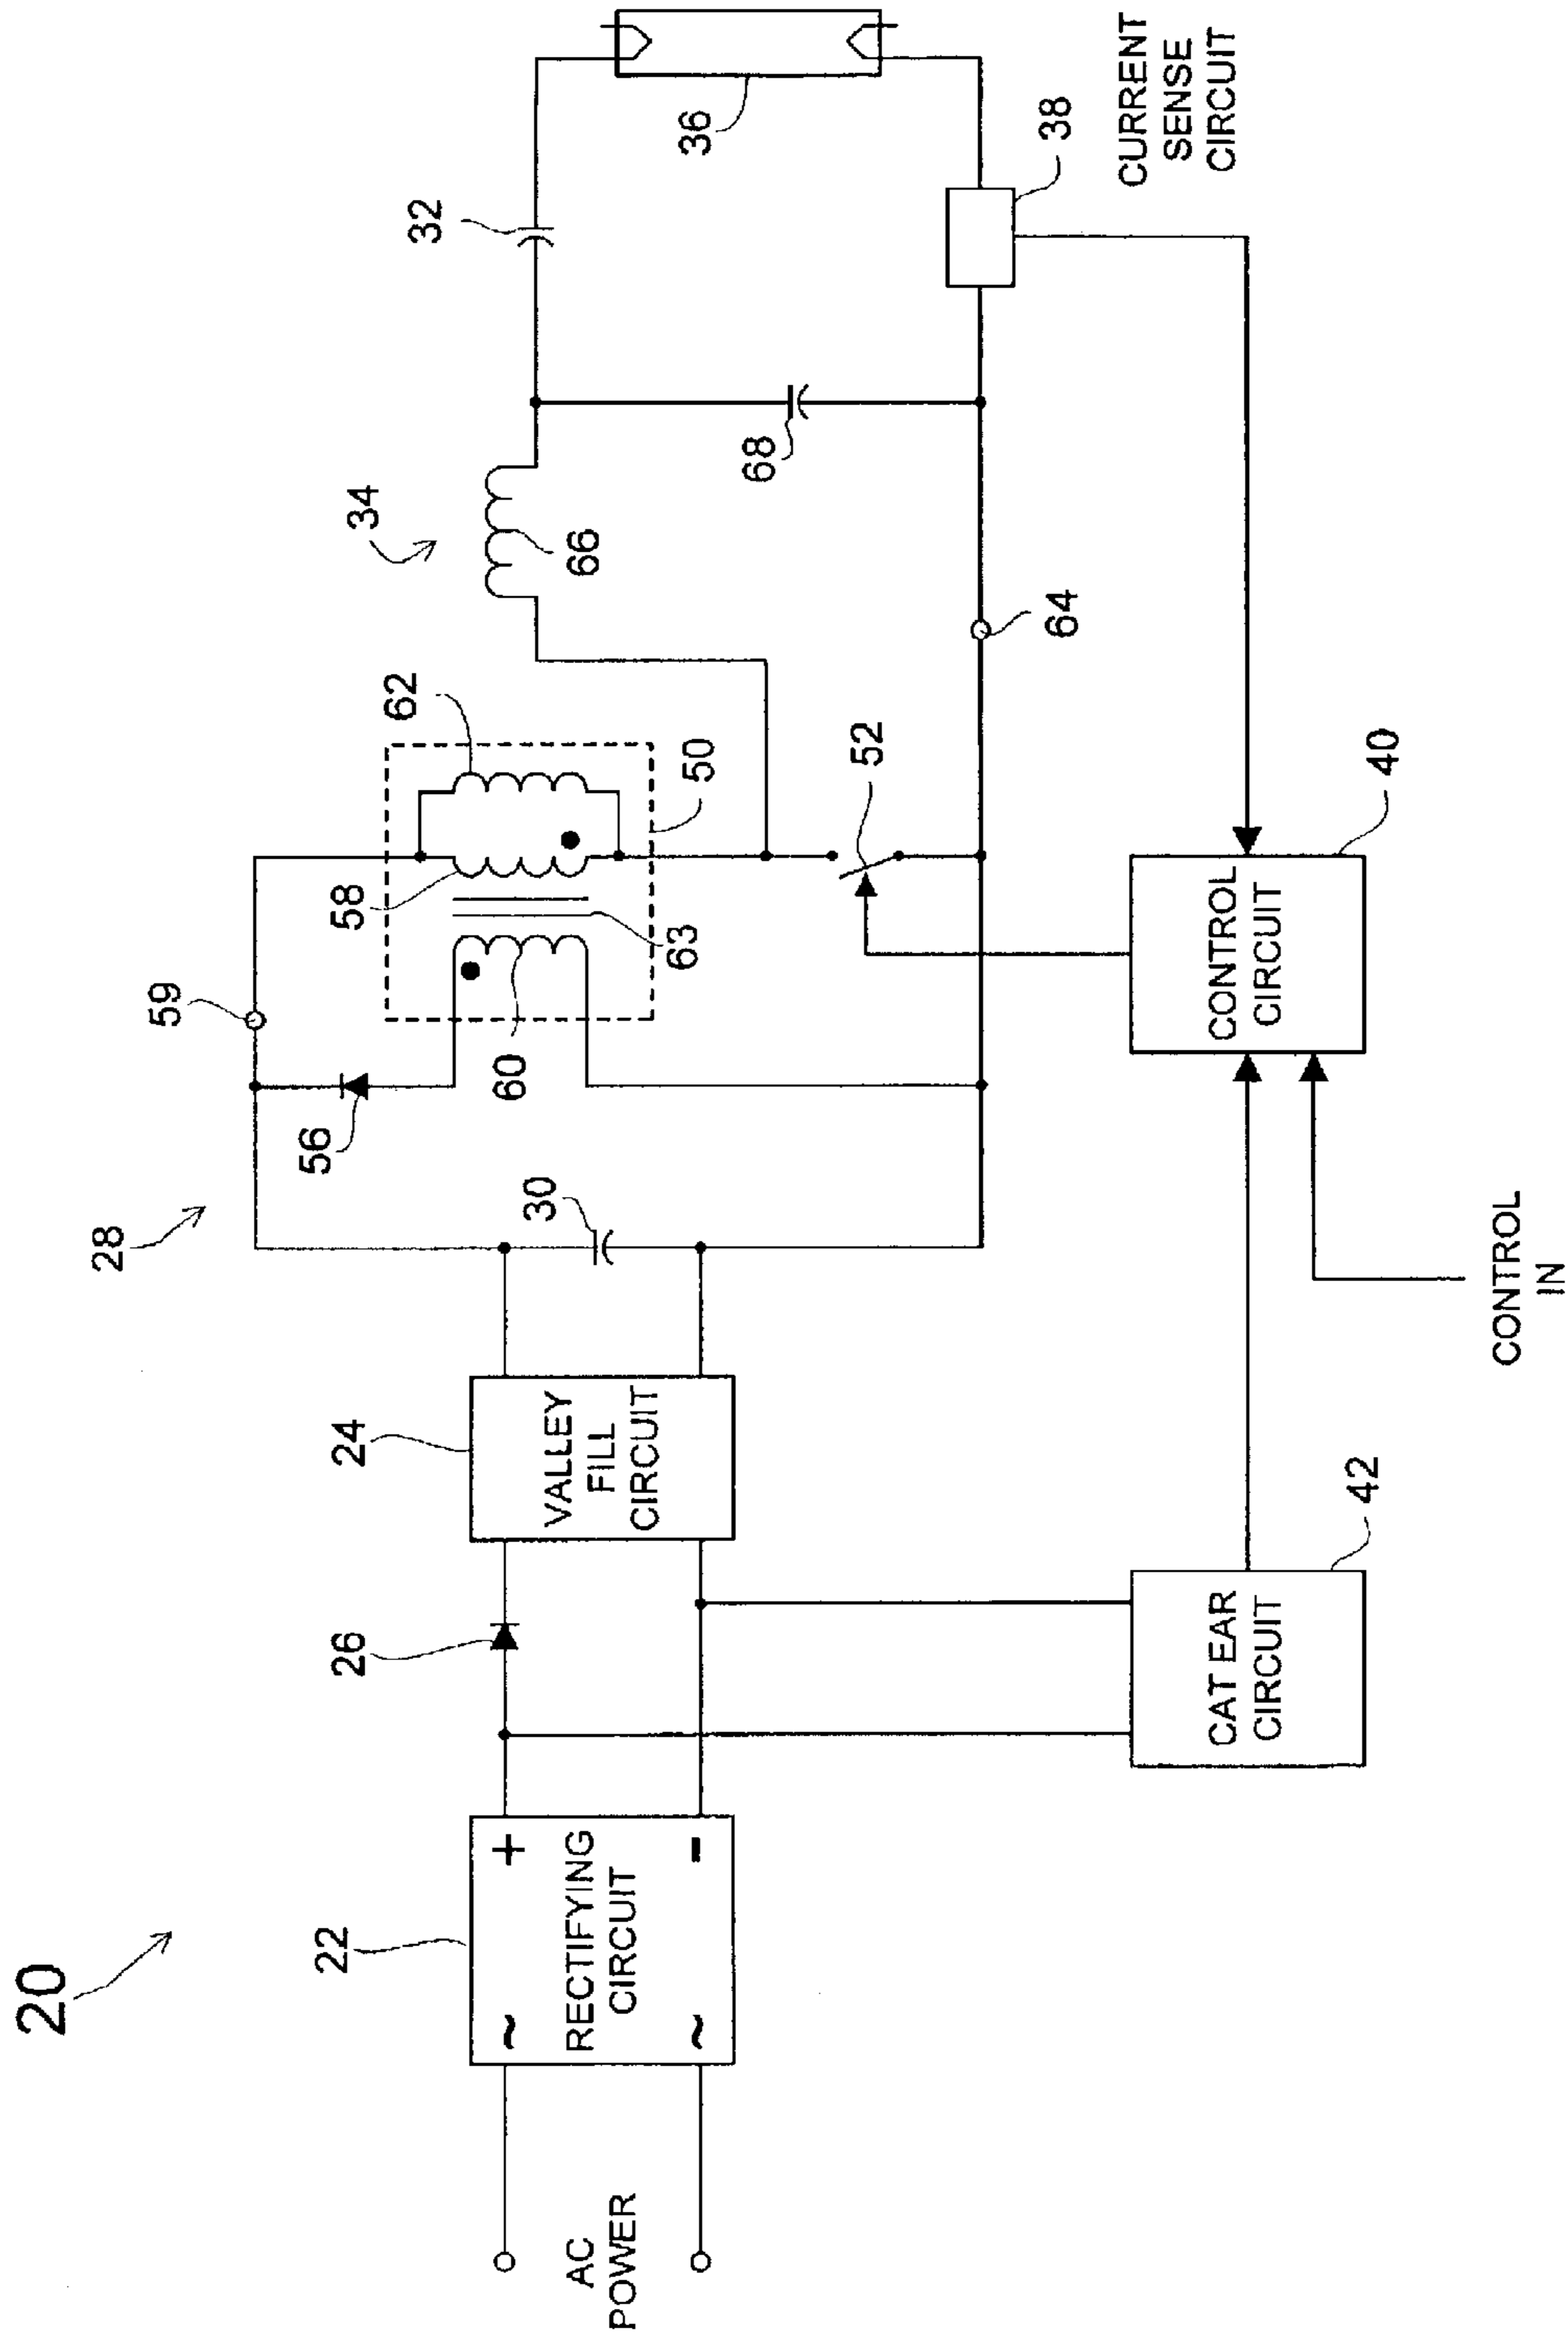 20
28
34
59
62
32
22
26
24
56
30
58
60
63
50
66
68
36
52
64
38
~
+
RECTIFYING
CIRCUIT
~
-
VALLEY
FILL
CIRCUIT
AC
POWER
CURRENT
SENSE
CIRCUIT
42
CAT EAR
CIRCUIT
40
CONTROL
CIRCUIT
CONTROL
IN